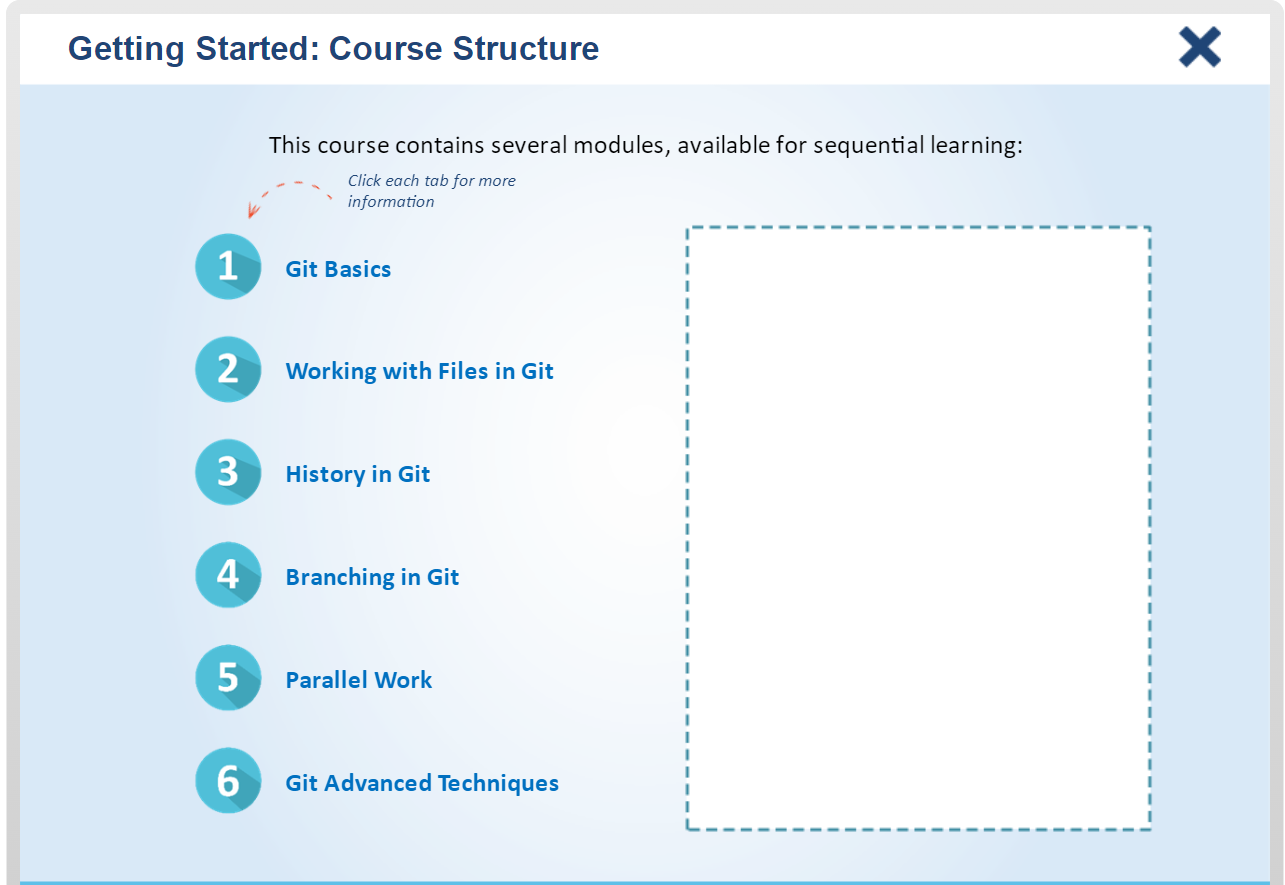 Getting Started: Course Structure
This course contains several modules, available for sequential learning:
Click each tab for more
information
1 Git Basics
2 Working with Files in Git
3 History in Git
4 Branching in Git
5 Parallel Work
6 Git Advanced Techniques